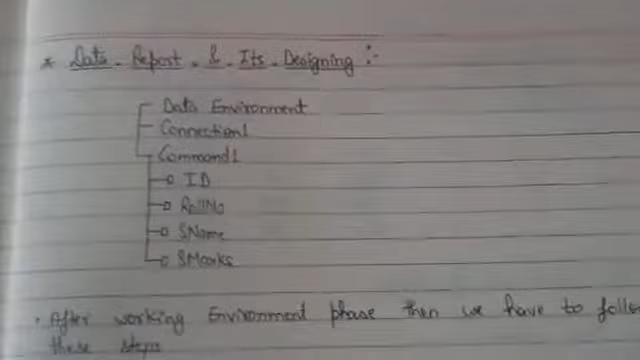 * Data Report & Its Designing :-
Data Environment
Connection1
Command1
ID
RollNo
SName
SMarks
• After working Environment phase then we have to follo
these steps